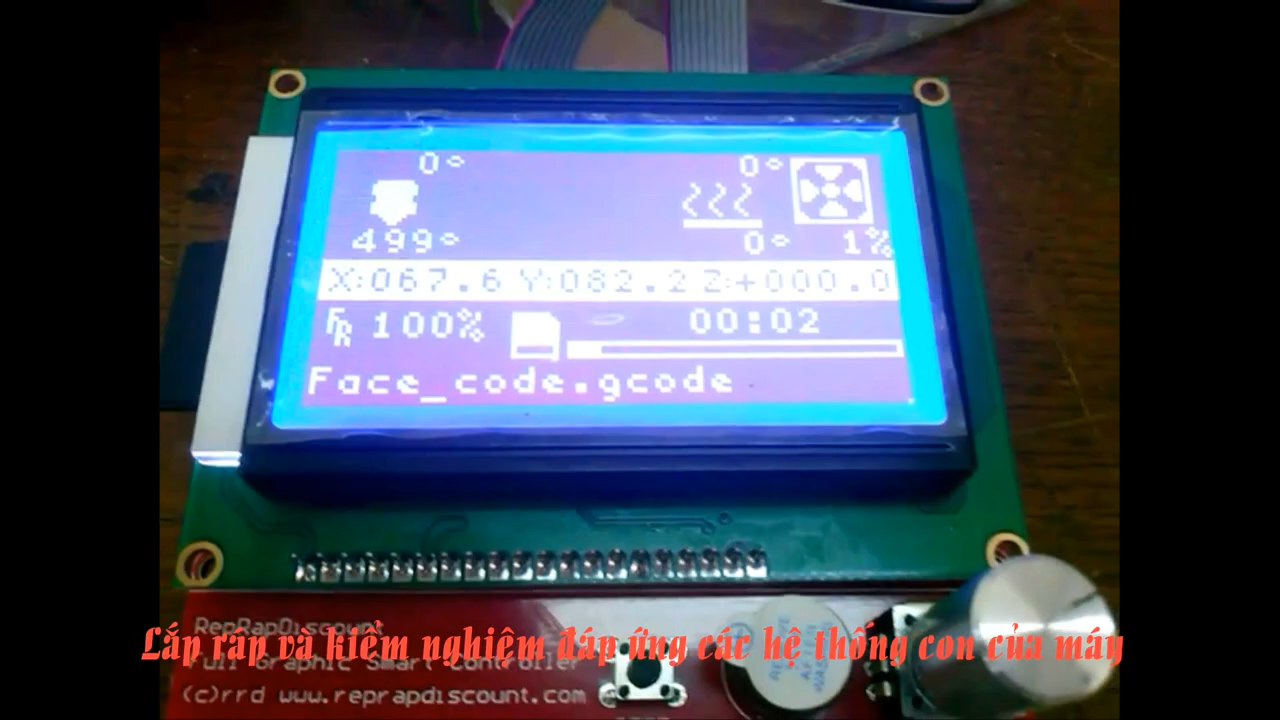 0° 0°
499° 0° 1%
X:067.6 Y:082.2 Z:+000.0
FR 100% 00:02
Face_code.gcode
RepRapDiscount
Lắp ráp và kiểm nghiệm đáp ứng các hệ thống con của máy
Full Graphic Smart Controller
(c)rrd www.reprapdiscount.com